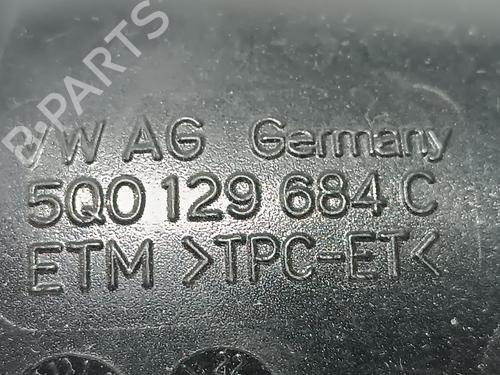 B-PARTS
VW AG Germany
5Q0 129 684 C
ETM >TPC-ET<